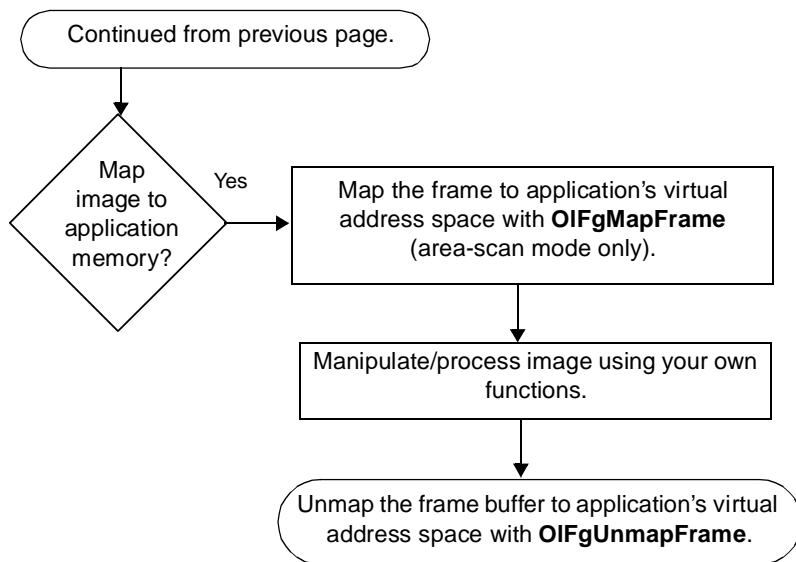 Continued from previous page.
Map
image to
application
memory?
Yes
Map the frame to application's virtual
address space with OlFgMapFrame
(area-scan mode only).
Manipulate/process image using your own
functions.
Unmap the frame buffer to application's virtual
address space with OlFgUnmapFrame.